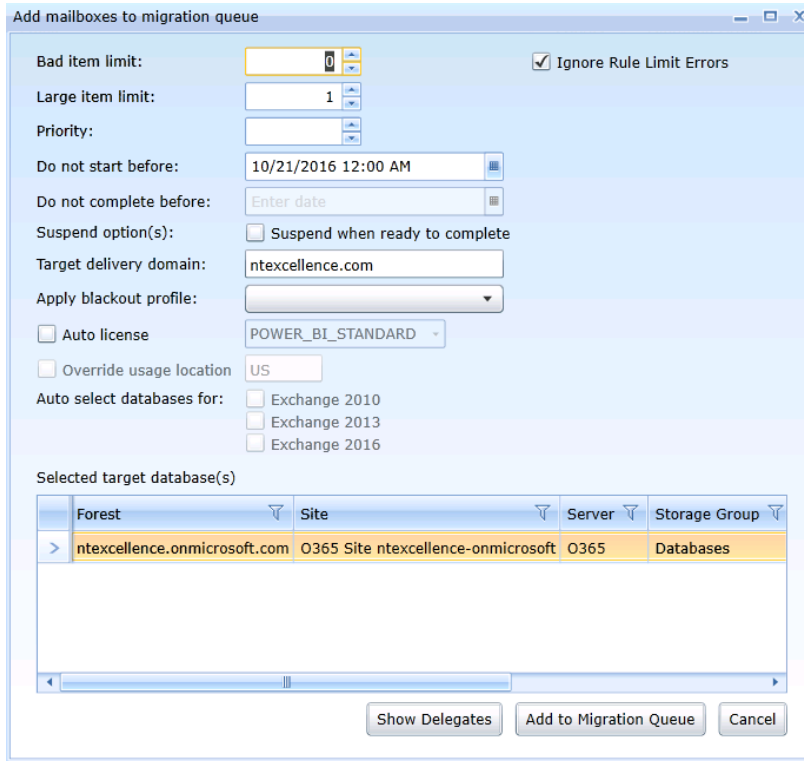 Add mailboxes to migration queue
Bad item limit: 0 Ignore Rule Limit Errors
Large item limit: 1
Priority:
Do not start before: 10/21/2016 12:00 AM
Do not complete before: Enter date
Suspend option(s): Suspend when ready to complete
Target delivery domain: ntexcellence.com
Apply blackout profile:
Auto license POWER_BI_STANDARD
Override usage location US
Auto select databases for: Exchange 2010
Exchange 2013
Exchange 2016
Selected target database(s)
Forest Site Server Storage Group
ntexcellence.onmicrosoft.com O365 Site ntexcellence-onmicrosoft O365 Databases
Show Delegates Add to Migration Queue Cancel